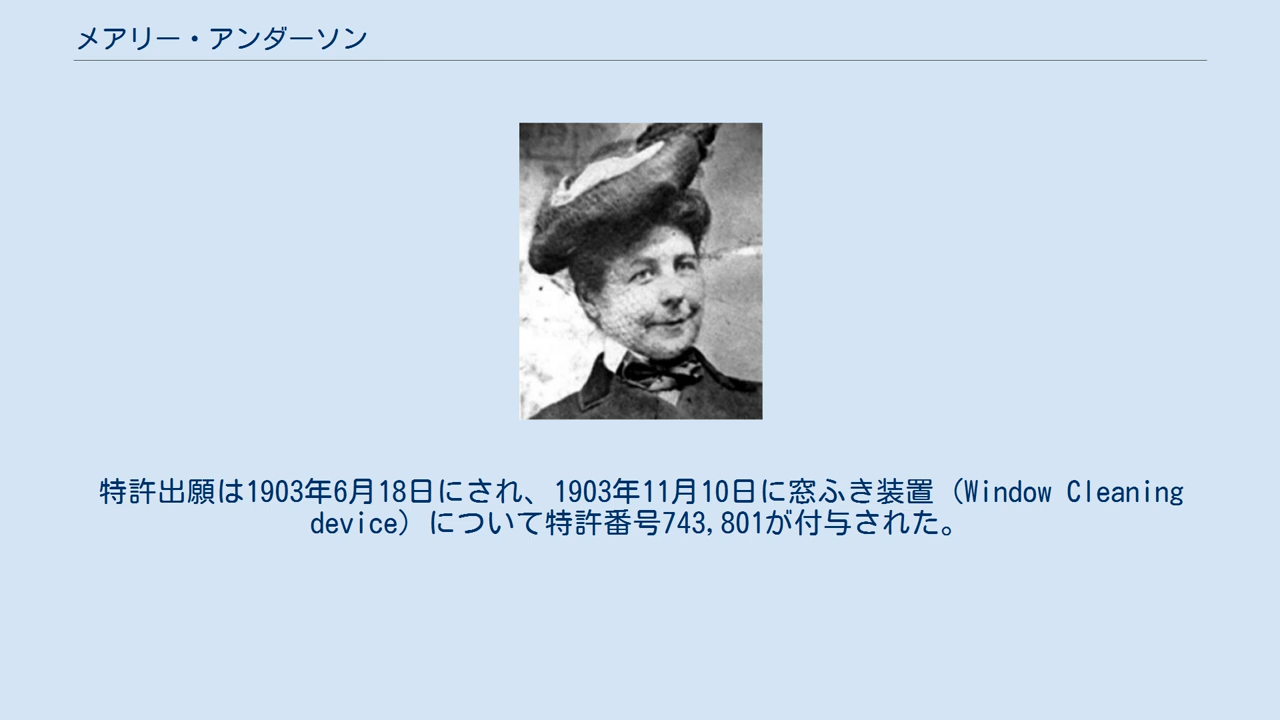 メアリー・アンダーソン
特許出願は1903年6月18日にされ、1903年11月10日に窓ふき装置（Window Cleaning
device）について特許番号743,801が付与された。